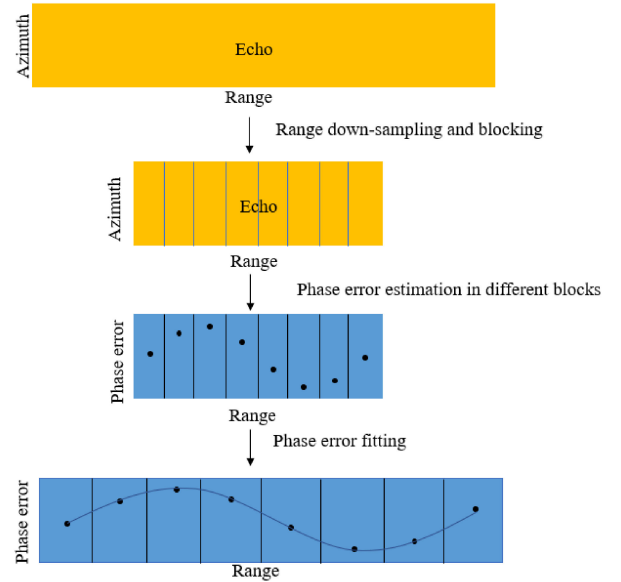 Azimuth
Echo
Range
Range down-sampling and blocking
Azimuth
Echo
Range
Phase error estimation in different blocks
Phase error
Range
Phase error fitting
Phase error
Range